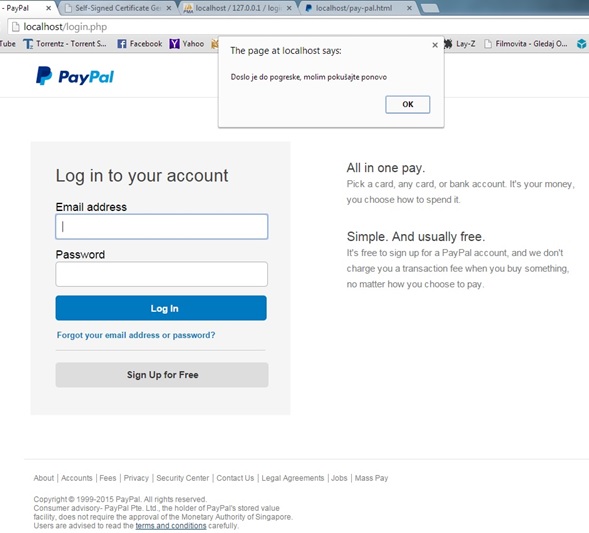 - PayPal
Self-Signed Certificate Gen
localhost / 127.0.0.1 / login
localhost/pay-pal.html
localhost/login.php
Tube
Torrentz - Torrent S...
Facebook
Yahoo
Lay-Z
Filmovita - Gledaj O...
The page at localhost says:
Doslo je do pogreske, molim pokušajte ponovo
OK
PayPal
Log in to your account
Email address
Password
Log In
Forgot your email address or password?
Sign Up for Free
All in one pay.
Pick a card, any card, or bank account. It's your money,
you choose how to spend it.
Simple. And usually free.
It's free to sign up for a PayPal account, and we don't
charge you a transaction fee when you buy something,
no matter how you choose to pay.
About | Accounts | Fees | Privacy | Security Center | Contact Us | Legal Agreements | Jobs | Mass Pay
Copyright © 1999-2015 PayPal. All rights reserved.
Consumer advisory- PayPal Pte. Ltd., the holder of PayPal's stored value
facility, does not require the approval of the Monetary Authority of Singapore.
Users are advised to read the terms and conditions carefully.